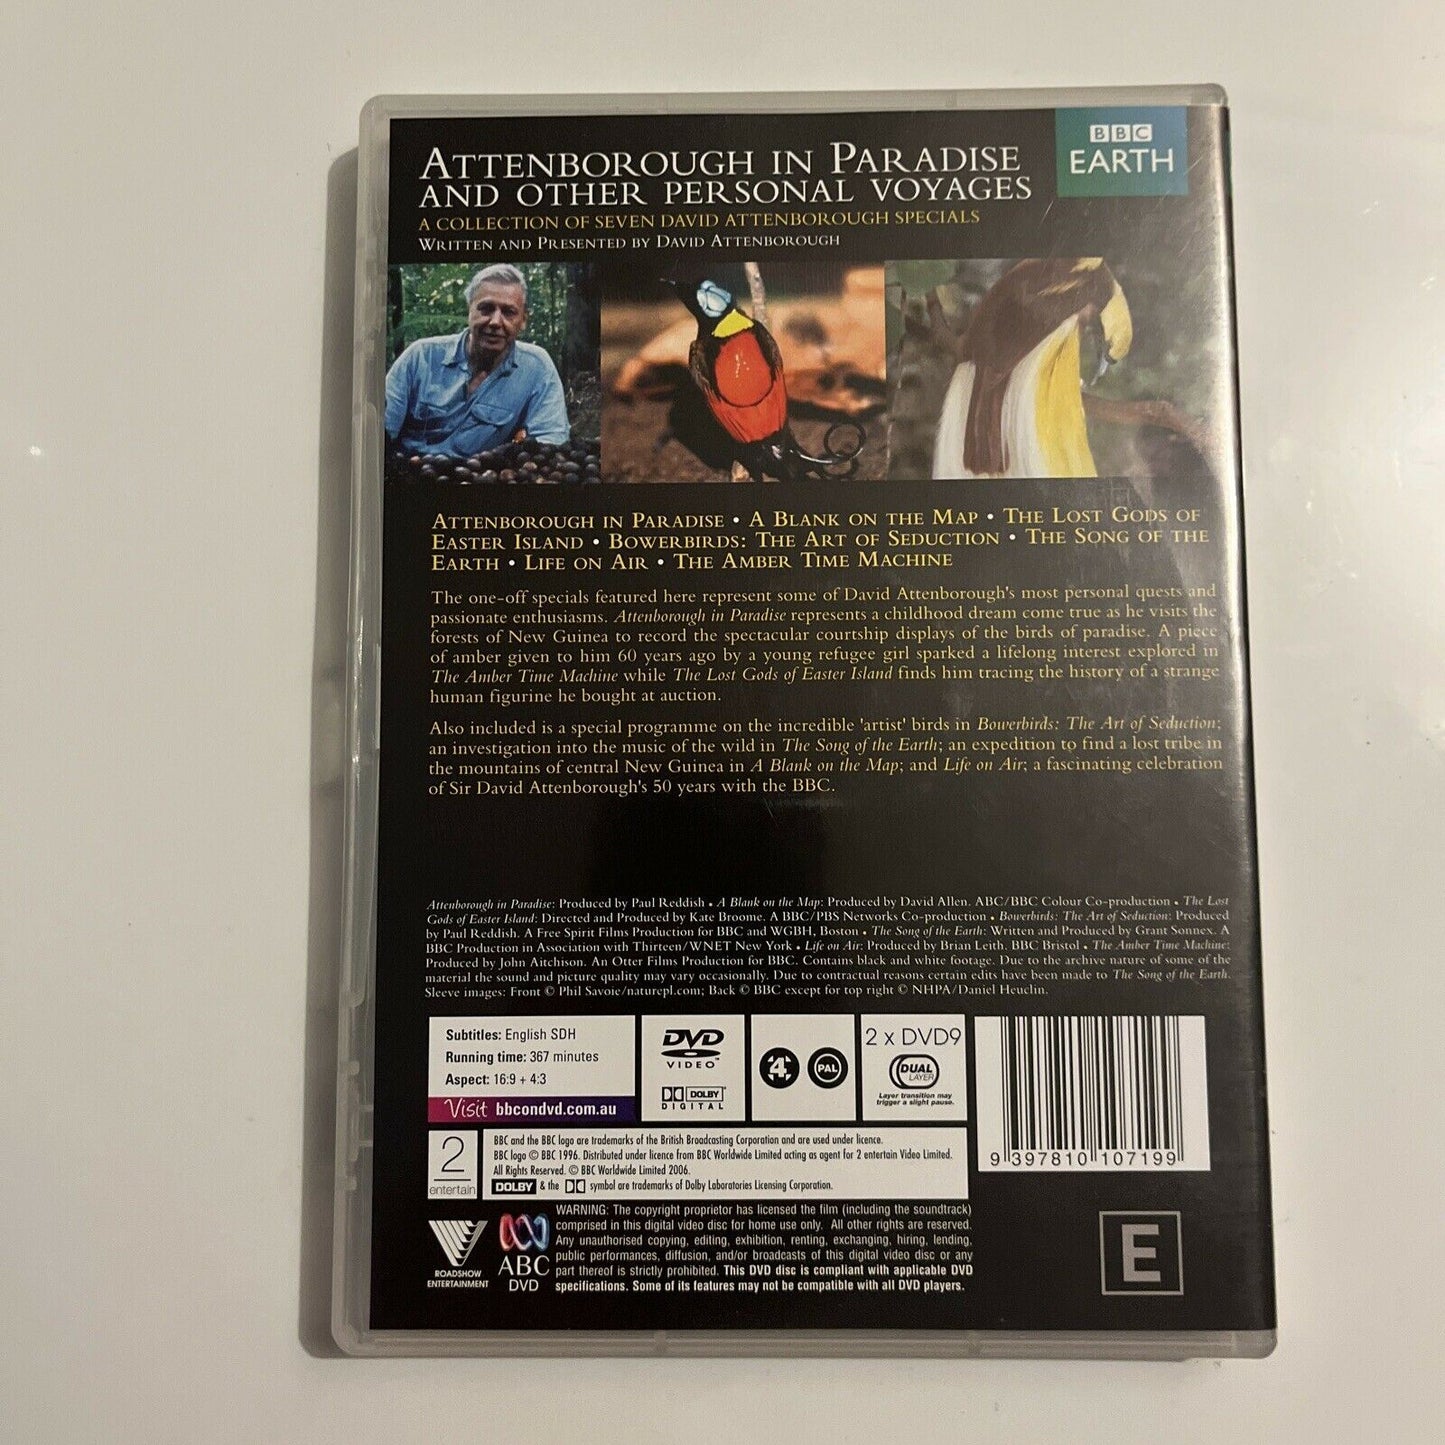 ATTENBOROUGH IN PARADISE
AND OTHER PERSONAL VOYAGES
A COLLECTION OF SEVEN DAVID ATTENBOROUGH SPECIALS
WRITTEN AND PRESENTED BY DAVID ATTENBOROUGH
BBC
EARTH
ATTENBOROUGH IN PARADISE • A BLANK ON THE MAP • THE LOST GODS OF
EASTER ISLAND • BOWERBIRDS: THE ART OF SEDUCTION • THE SONG OF THE
EARTH • LIFE ON AIR • THE AMBER TIME MACHINE
The one-off specials featured here represent some of David Attenborough's most personal quests and
passionate enthusiasms. Attenborough in Paradise represents a childhood dream come true as he visits the
forests of New Guinea to record the spectacular courtship displays of the birds of paradise. A piece
of amber given to him 60 years ago by a young refugee girl sparked a lifelong interest explored in
The Amber Time Machine while The Lost Gods of Easter Island finds him tracing the history of a strange
human figurine he bought at auction.
Also included is a special programme on the incredible 'artist' birds in Bowerbirds: The Art of Seduction;
an investigation into the music of the wild in The Song of the Earth; an expedition to find a lost tribe in
the mountains of central New Guinea in A Blank on the Map; and Life on Air; a fascinating celebration
of Sir David Attenborough's 50 years with the BBC.
Attenborough in Paradise: Produced by Paul Reddish • A Blank on the Map: Produced by David Allen. ABC/BBC Colour Co-production • The Lost
Gods of Easter Island: Directed and Produced by Kate Broome. A BBC/PBS Networks Co-production • Bowerbirds: The Art of Seduction: Produced
by Paul Reddish. A Free Spirit Films Production for BBC and WGBH, Boston • The Song of the Earth: Written and Produced by Grant Sonnex. A
BBC Production in Association with Thirteen/WNET New York • Life on Air: Produced by Brian Leith. BBC Bristol • The Amber Time Machine:
Produced by John Aitchison. An Otter Films Production for BBC. Contains black and white footage. Due to the archive nature of some of the
material the sound and picture quality may vary occasionally. Due to contractual reasons certain edits have been made to The Song of the Earth.
Sleeve images: Front © Phil Savoie/naturepl.com; Back © BBC except for top right © NHPA/Daniel Heuclin.
Subtitles: English SDH
Running time: 367 minutes
Aspect: 16:9 + 4:3
Visit bbcondvd.com.au
DVD
VIDEO™
DOLBY
DIGITAL
4
PAL
2 x DVD9
DUAL
LAYER
Layer transition may
trigger a slight pause.
9 397810 107199
2
entertain
BBC and the BBC logo are trademarks of the British Broadcasting Corporation and are used under licence.
BBC logo © BBC 1996. Distributed under licence from BBC Worldwide Limited acting as agent for 2 entertain Video Limited.
All Rights Reserved. © BBC Worldwide Limited 2006.
DOLBY & the symbol are trademarks of Dolby Laboratories Licensing Corporation.
ROADSHOW
ENTERTAINMENT
ABC
DVD
WARNING: The copyright proprietor has licensed the film (including the soundtrack)
comprised in this digital video disc for home use only. All other rights are reserved.
Any unauthorised copying, editing, exhibition, renting, exchanging, hiring, lending,
public performances, diffusion, and/or broadcasts of this digital video disc or any
part thereof is strictly prohibited. This DVD disc is compliant with applicable DVD
specifications. Some of its features may not be compatible with all DVD players.
E